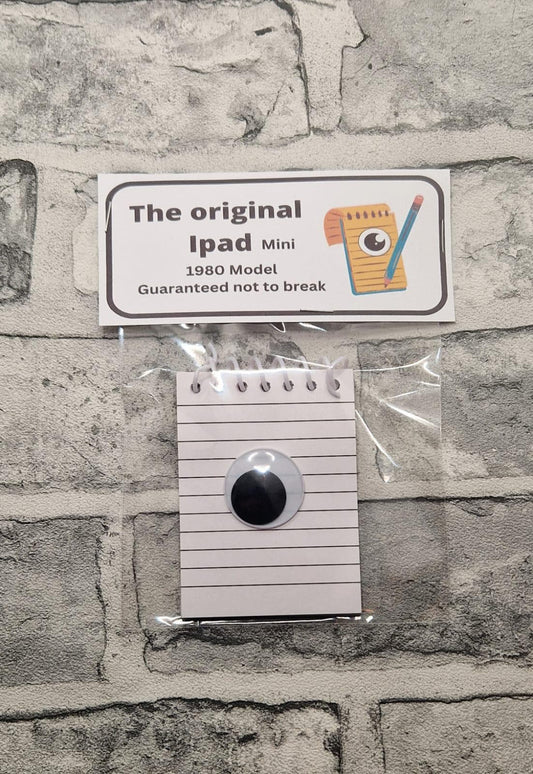 The original
Ipad Mini
1980 Model
Guaranteed not to break